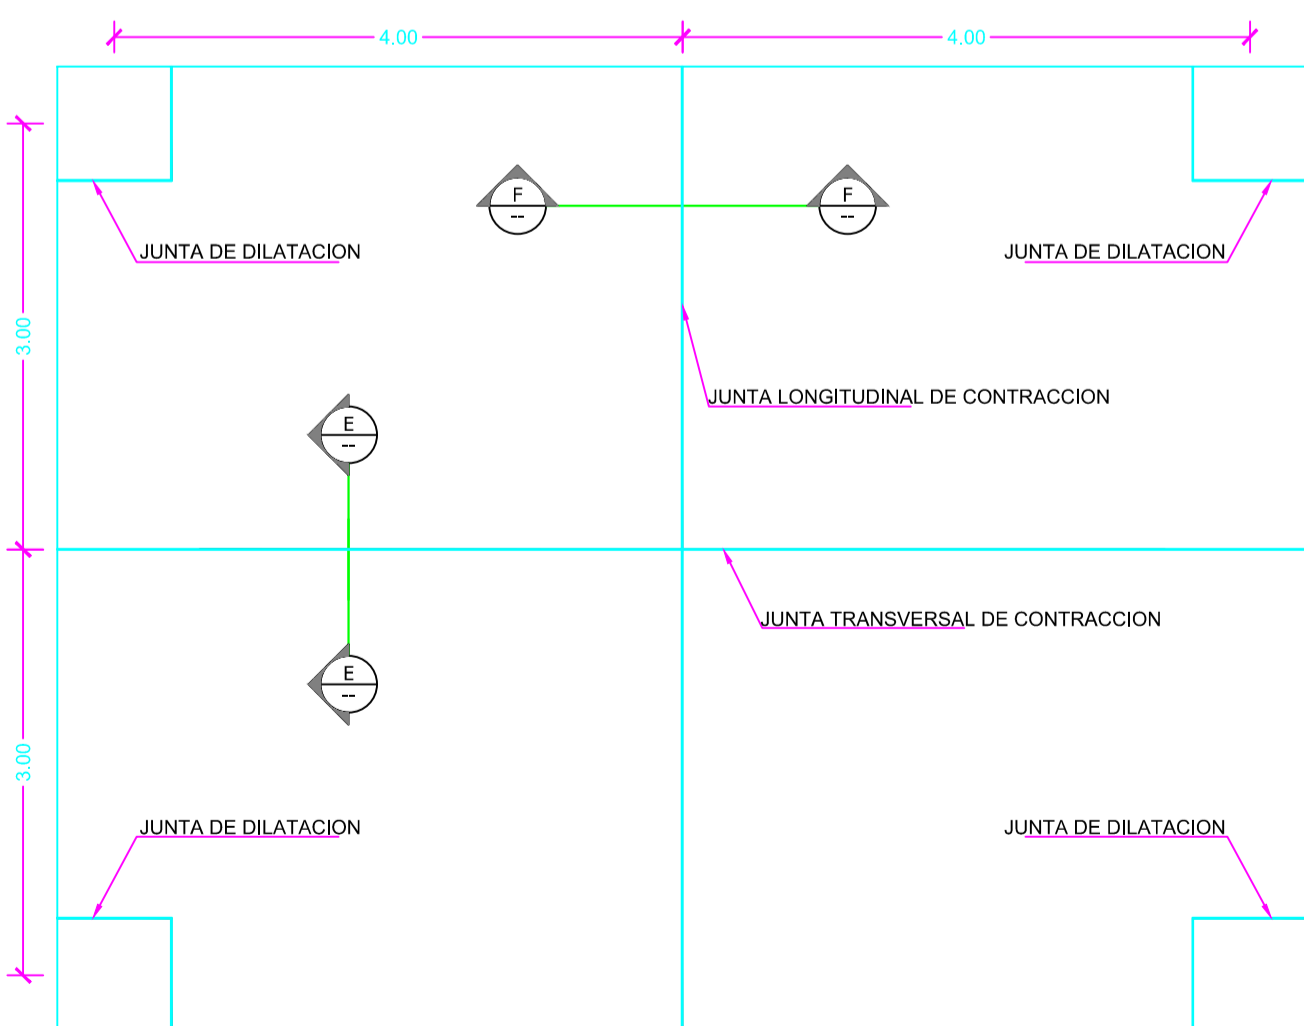 4.00
4.00
F
--
F
--
JUNTA DE DILATACION
JUNTA DE DILATACION
3.00
JUNTA LONGITUDINAL DE CONTRACCION
E
--
JUNTA TRANSVERSAL DE CONTRACCION
E
--
3.00
JUNTA DE DILATACION
JUNTA DE DILATACION